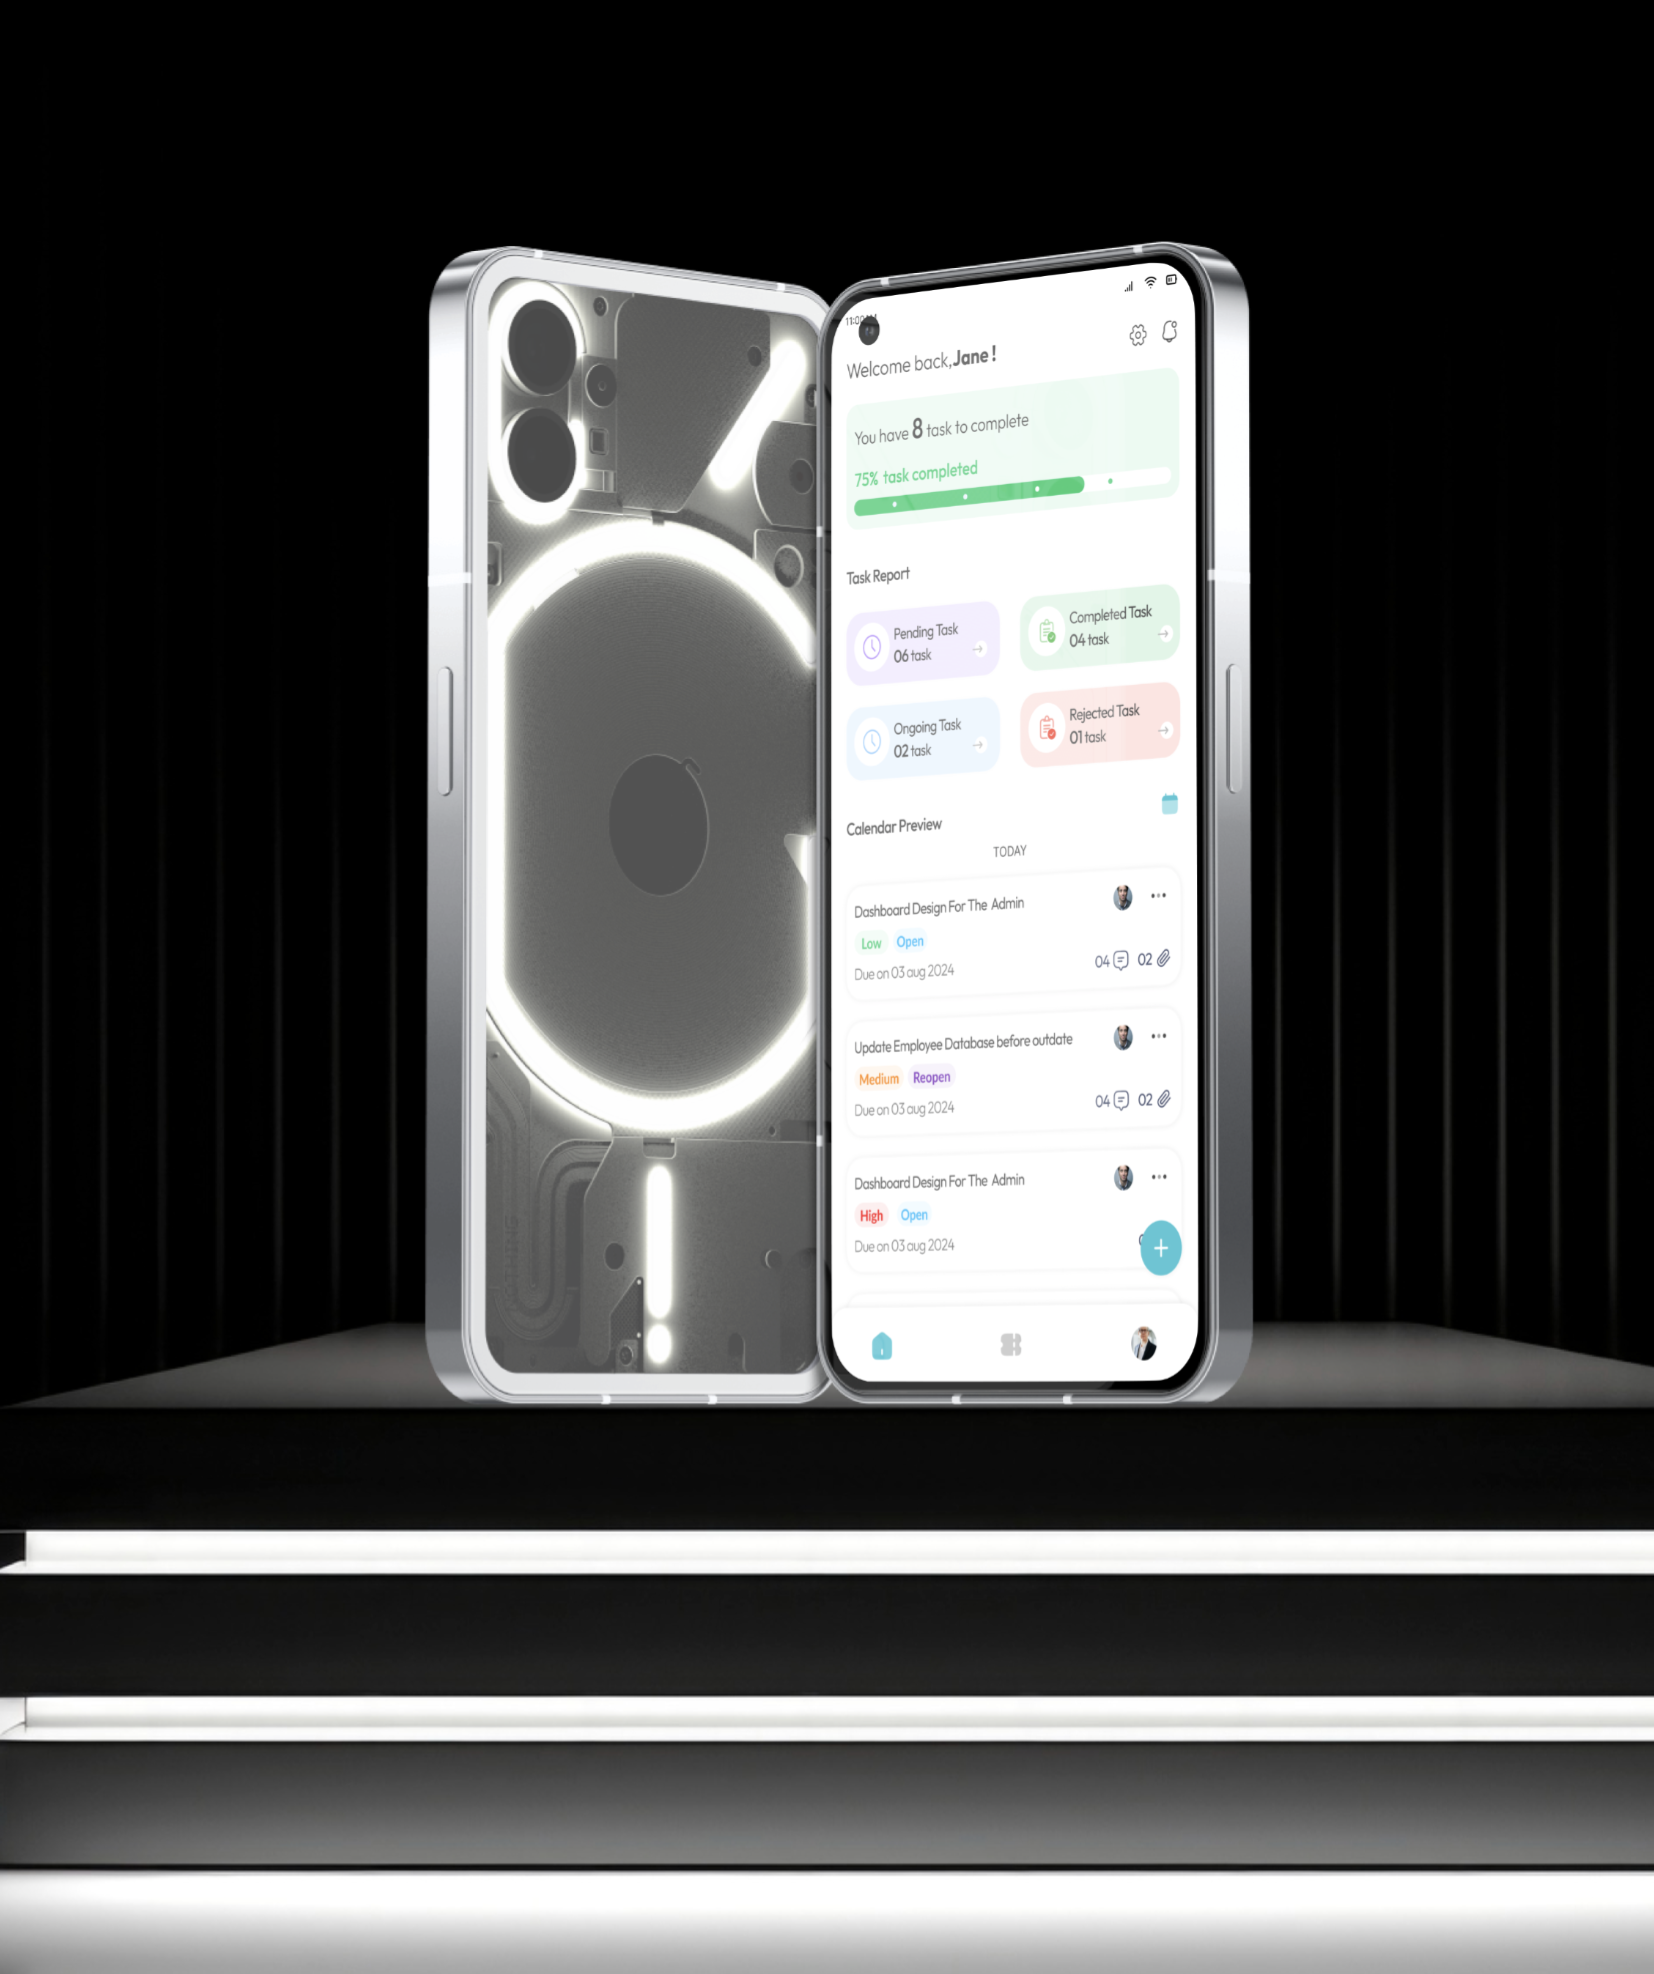 Welcome back,Jane !
You have 8 task to complete
75% task completed
Task Report
Pending Task
06 task
Completed Task
04 task
Ongoing Task
02 task
Rejected Task
01 task
Calendar Preview
TODAY
Dashboard Design For The Admin
Low Open
Due on 03 aug 2024
04 02
Update Employee Database before outdate
Medium Reopen
Due on 03 aug 2024
04 02
Dashboard Design For The Admin
High Open
Due on 03 aug 2024